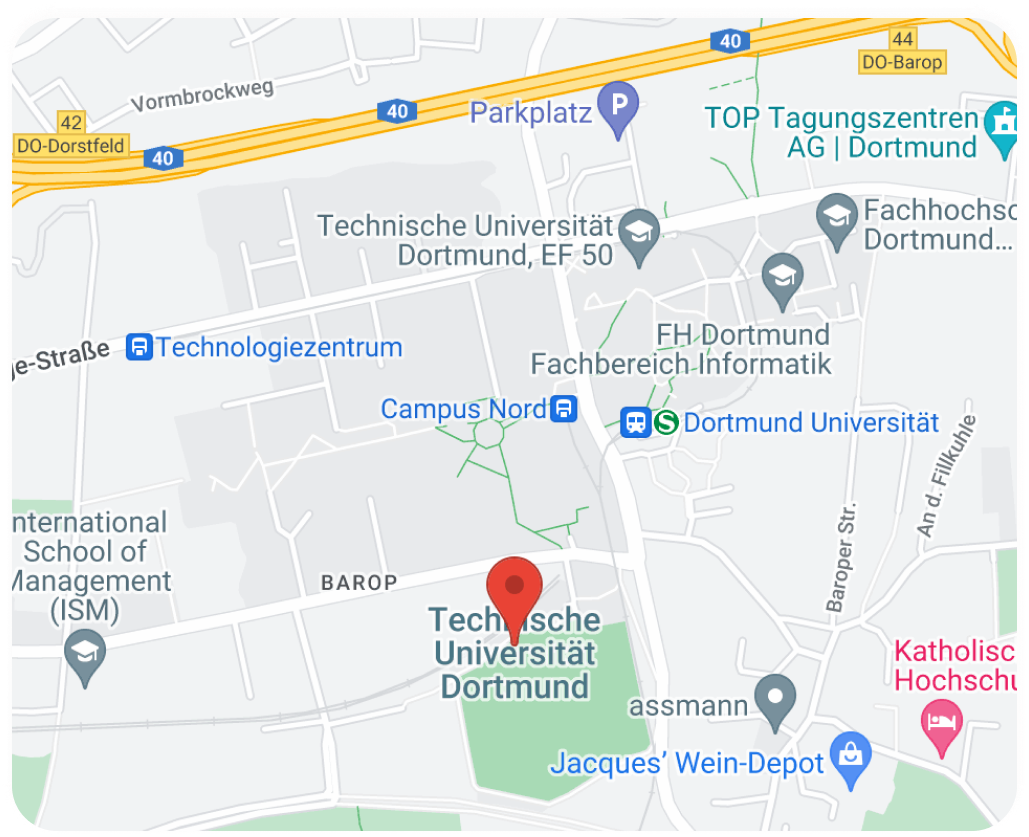 40
44
DO-Barop
Vormbrockweg
40
Parkplatz
P
TOP Tagungszentren
AG | Dortmund
42
DO-Dorstfeld
40
Technische Universität
Dortmund, EF 50
Fachhochsc
Dortmund...
FH Dortmund
Fachbereich Informatik
ge-Straße
Technologiezentrum
Campus Nord
S
Dortmund Universität
An d. Fillkuhle
Baroper Str.
nternational
School of
Management
(ISM)
BAROP
Technische
Universität
Dortmund
Katholisc
Hochschu
assmann
Jacques' Wein-Depot